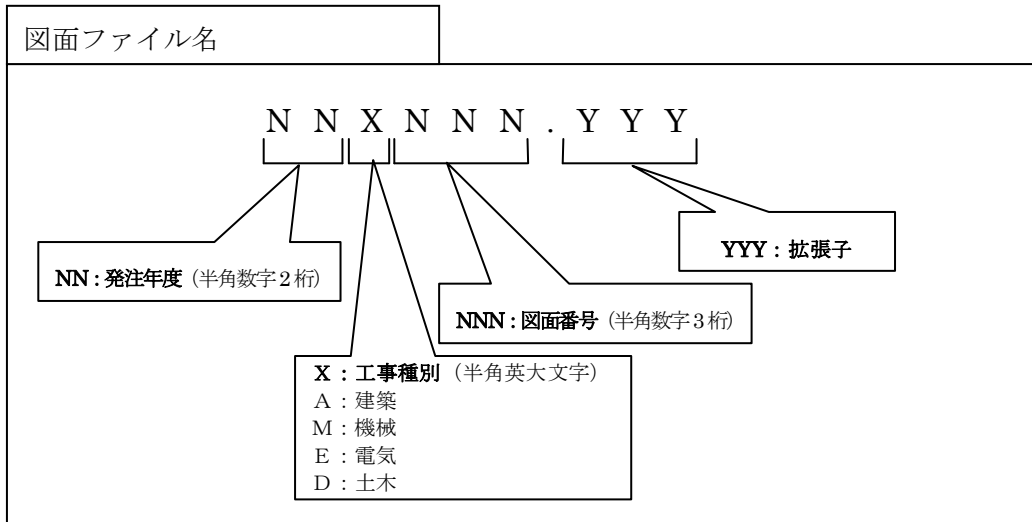 図面ファイル名
N N X N N N . Y Y Y
YYY：拡張子
NN：発注年度（半角数字２桁）
NNN：図面番号（半角数字３桁）
X：工事種別（半角英大文字）
A：建築
M：機械
E：電気
D：土木